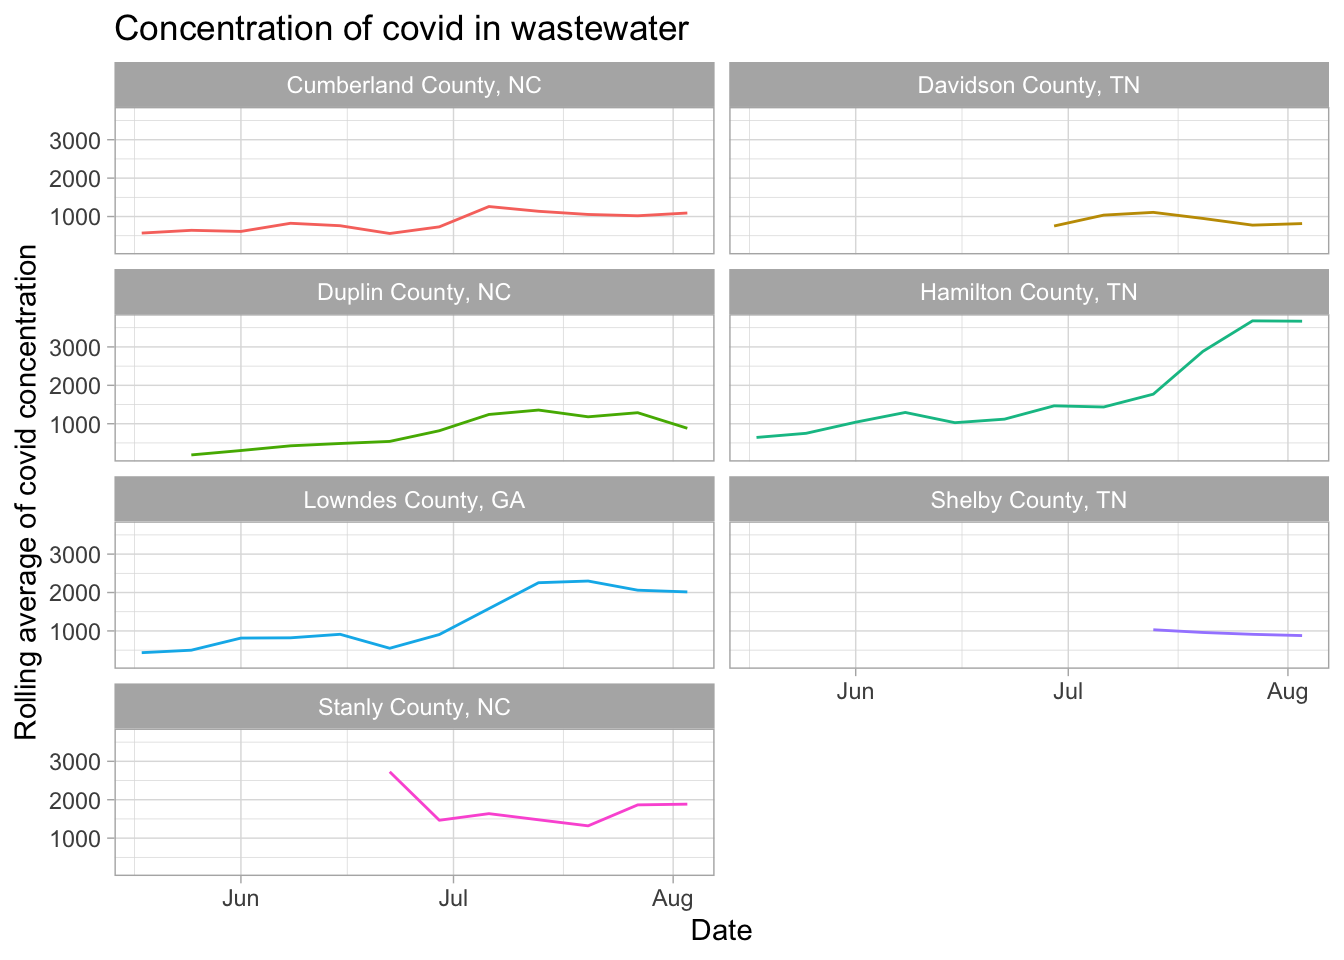 Concentration of covid in wastewater
Cumberland County, NC
Davidson County, TN
3000
2000
1000
Duplin County, NC
Hamilton County, TN
3000
2000
1000
Lowndes County, GA
Shelby County, TN
3000
2000
1000
Jun Jul Aug
Stanly County, NC
3000
2000
1000
Jun Jul Aug
Date
Rolling average of covid concentration